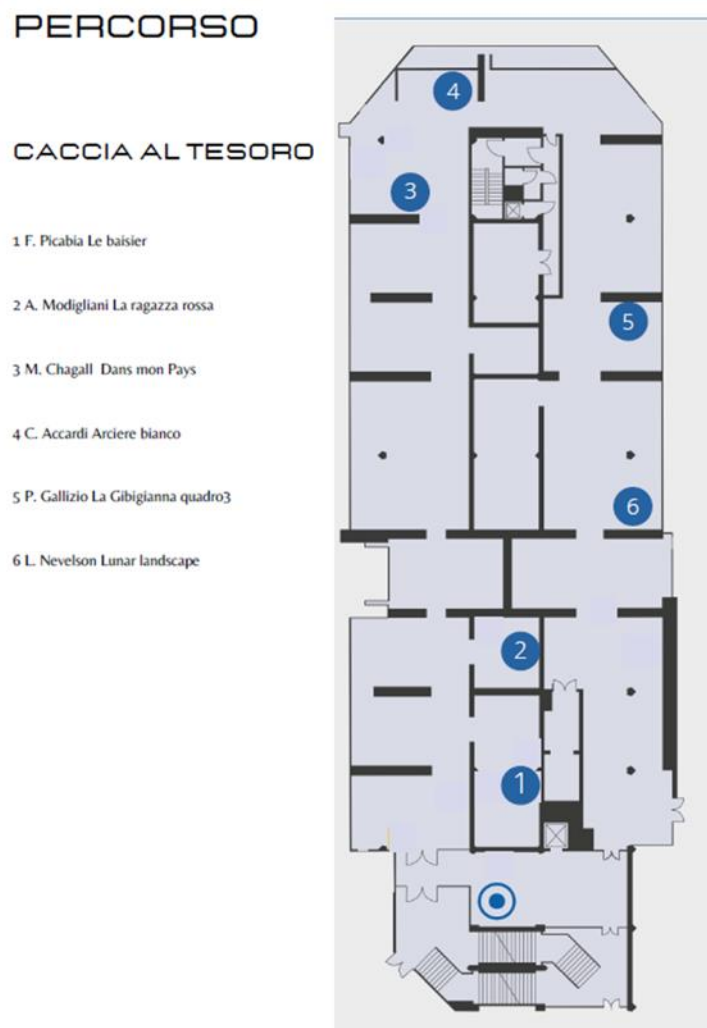 PERCORSO
CACCIA AL TESORO
1 F. Picabia Le baisier
2 A. Modigliani La ragazza rossa
3 M. Chagall Dans mon Pays
4 C. Accardi Arciere bianco
5 P. Gallizio La Gibigianna quadro3
6 L. Nevelson Lunar landscape
4
3
5
6
2
1